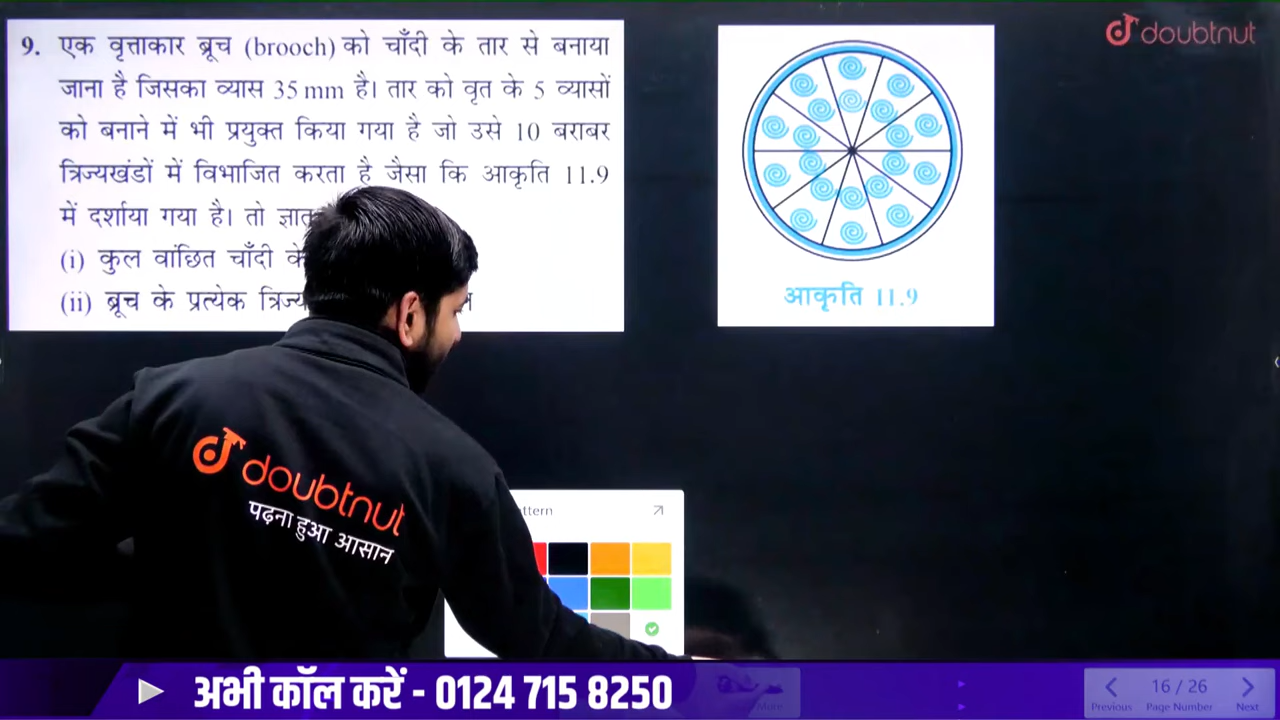 9. एक वृत्ताकार ब्रूच (brooch) को चाँदी के तार से बनाया
जाना है जिसका व्यास 35 mm है। तार को वृत के 5 व्यासों
को बनाने में भी प्रयुक्त किया गया है जो उसे 10 बराबर
त्रिज्यखंडों में विभाजित करता है जैसा कि आकृति 11.9
में दर्शाया गया है। तो ज्ञात
(i) कुल वांछित चाँदी के
(ii) ब्रूच के प्रत्येक
आकृति 11.9
doubtnut
doubtnut
पढ़ना हुआ आसान
अभी कॉल करें - 0124 715 8250
More
16 / 26
Previous Page Number Next